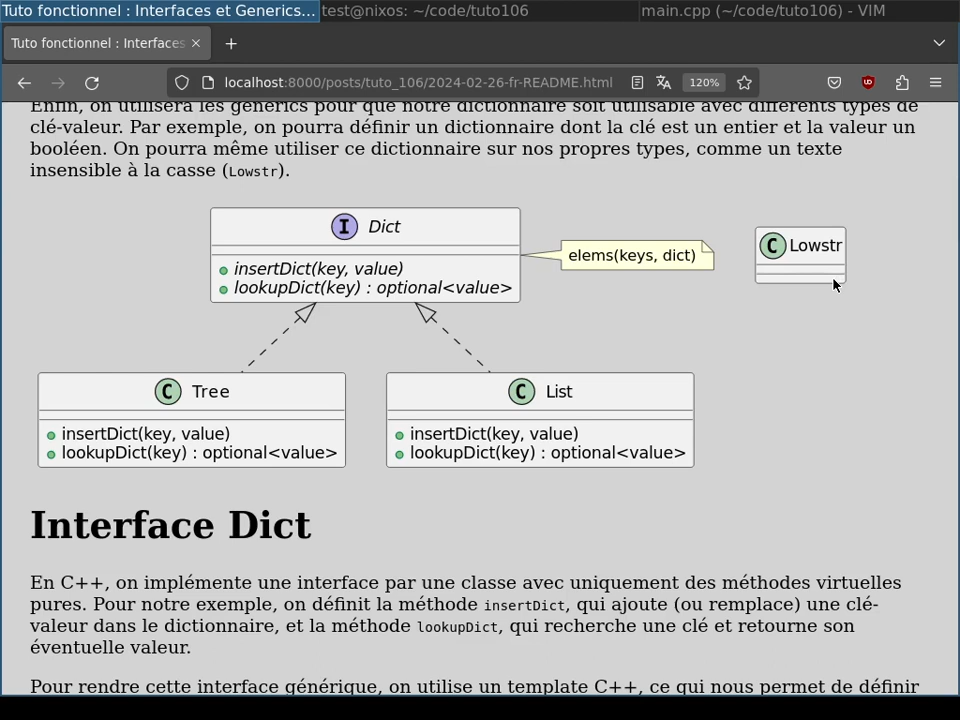 Tuto fonctionnel : Interfaces et Generics... test@nixos: ~/code/tuto106 main.cpp (~/code/tuto106) - VIM
Tuto fonctionnel : Interfaces
localhost:8000/posts/tuto_106/2024-02-26-fr-README.html 120%
Enfin, on utilisera les generics pour que notre dictionnaire soit utilisable avec différents types de
clé-valeur. Par exemple, on pourra définir un dictionnaire dont la clé est un entier et la valeur un
booléen. On pourra même utiliser ce dictionnaire sur nos propres types, comme un texte
insensible à la casse (Lowstr).
I Dict
insertDict(key, value)
lookupDict(key) : optional<value>
elems(keys, dict)
C Lowstr
C Tree
insertDict(key, value)
lookupDict(key) : optional<value>
C List
insertDict(key, value)
lookupDict(key) : optional<value>
Interface Dict
En C++, on implémente une interface par une classe avec uniquement des méthodes virtuelles
pures. Pour notre exemple, on définit la méthode insertDict, qui ajoute (ou remplace) une clé-
valeur dans le dictionnaire, et la méthode lookupDict, qui recherche une clé et retourne son
éventuelle valeur.
Pour rendre cette interface générique, on utilise un template C++, ce qui nous permet de définir